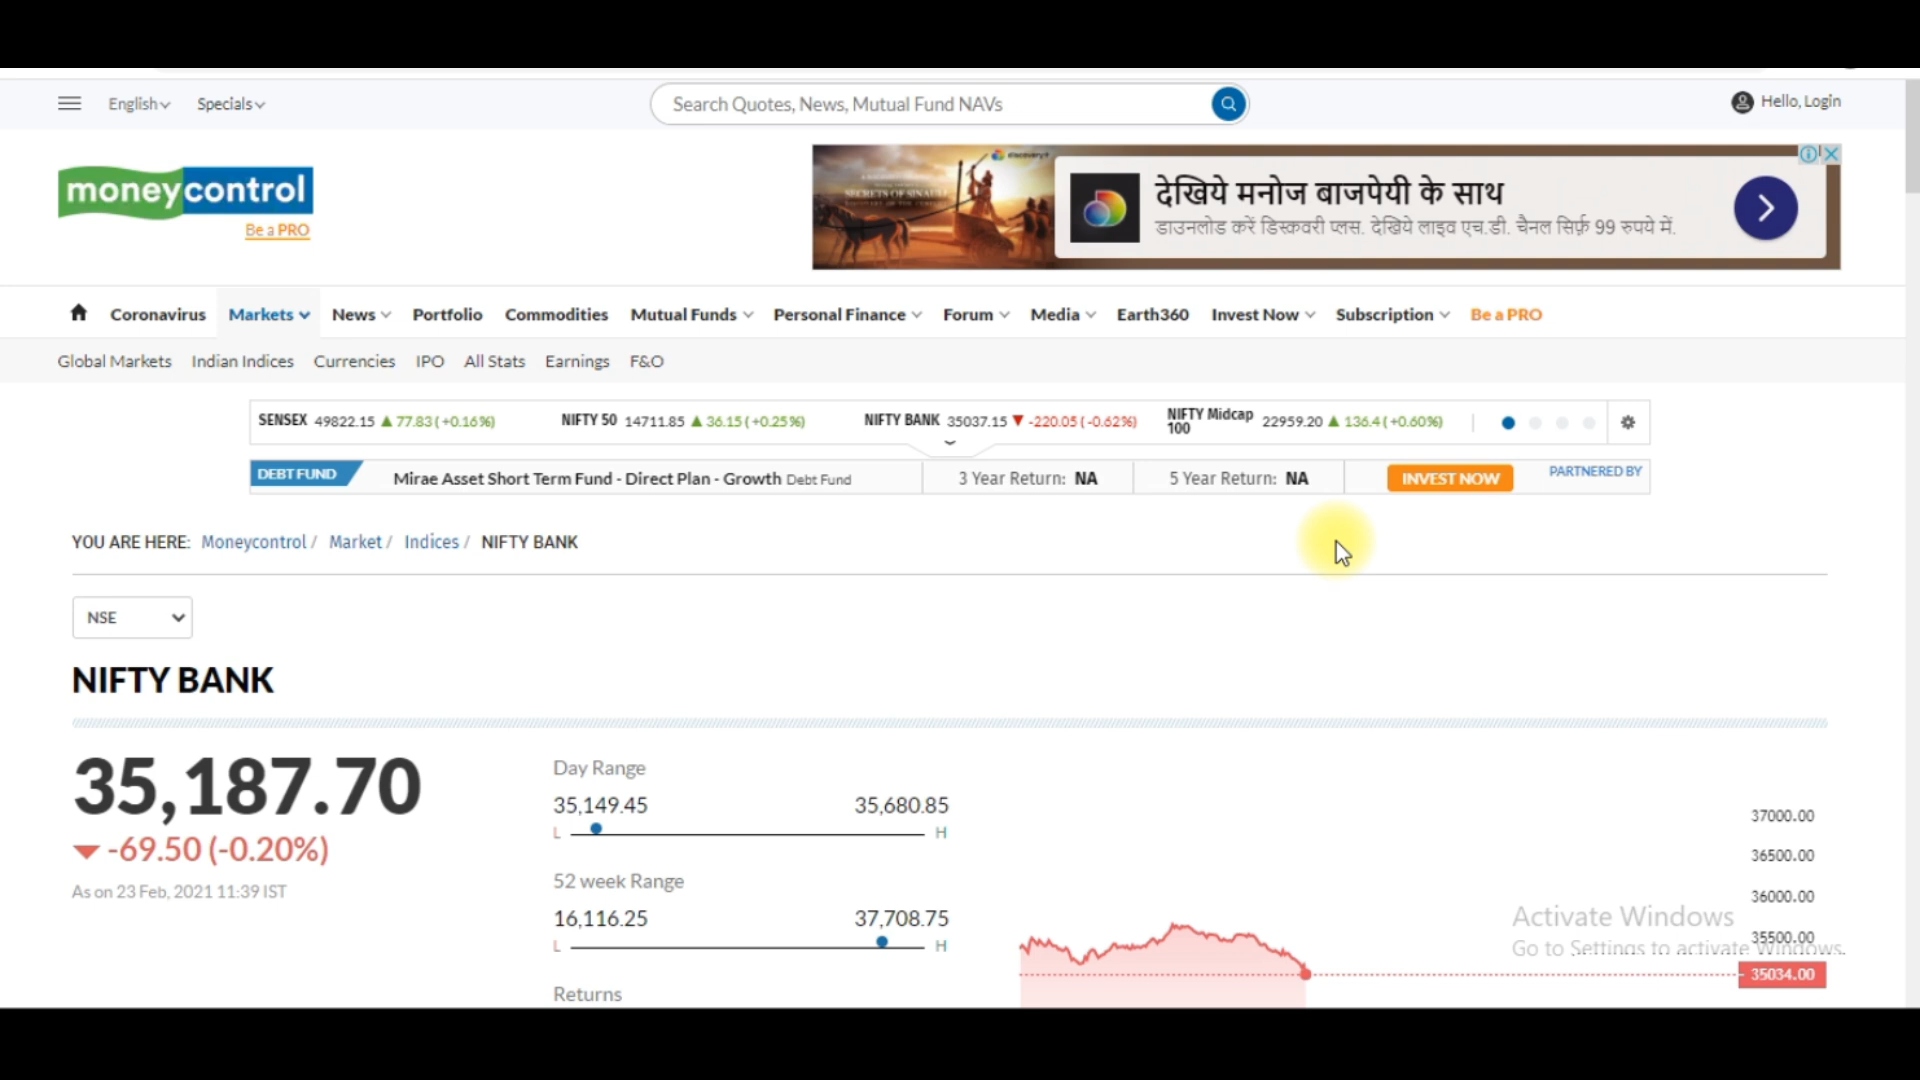 English
Specials
Search Quotes, News, Mutual Fund NAVs
Hello, Login
moneycontrol
Be a PRO
discovery+
SECRETS OF SINAULI
देखिये मनोज बाजपेयी के साथ
डाउनलोड करें डिस्कवरी प्लस. देखिये लाइव एच.डी. चैनल सिर्फ़ 99 रुपये में.
Coronavirus Markets News Portfolio Commodities Mutual Funds Personal Finance Forum Media Earth360 Invest Now Subscription Be a PRO
Global Markets Indian Indices Currencies IPO All Stats Earnings F&O
SENSEX 49822.15 ▲ 77.83 (+0.16%) NIFTY 50 14711.85 ▲ 36.15 (+0.25%) NIFTY BANK 35037.15 ▼ -220.05 (-0.62%) NIFTY Midcap 100 22959.20 ▲ 136.4 (+0.60%)
DEBT FUND Mirae Asset Short Term Fund - Direct Plan - Growth Debt Fund 3 Year Return: NA 5 Year Return: NA INVEST NOW PARTNERED BY
YOU ARE HERE: Moneycontrol / Market / Indices / NIFTY BANK
NSE
NIFTY BANK
35,187.70
▼ -69.50 (-0.20%)
As on 23 Feb, 2021 11:39 IST
Day Range
35,149.45 35,680.85
L H
52 week Range
16,116.25 37,708.75
L H
Returns
37000.00
36500.00
36000.00
35500.00
35034.00
Activate Windows
Go to Settings to activate Windows.